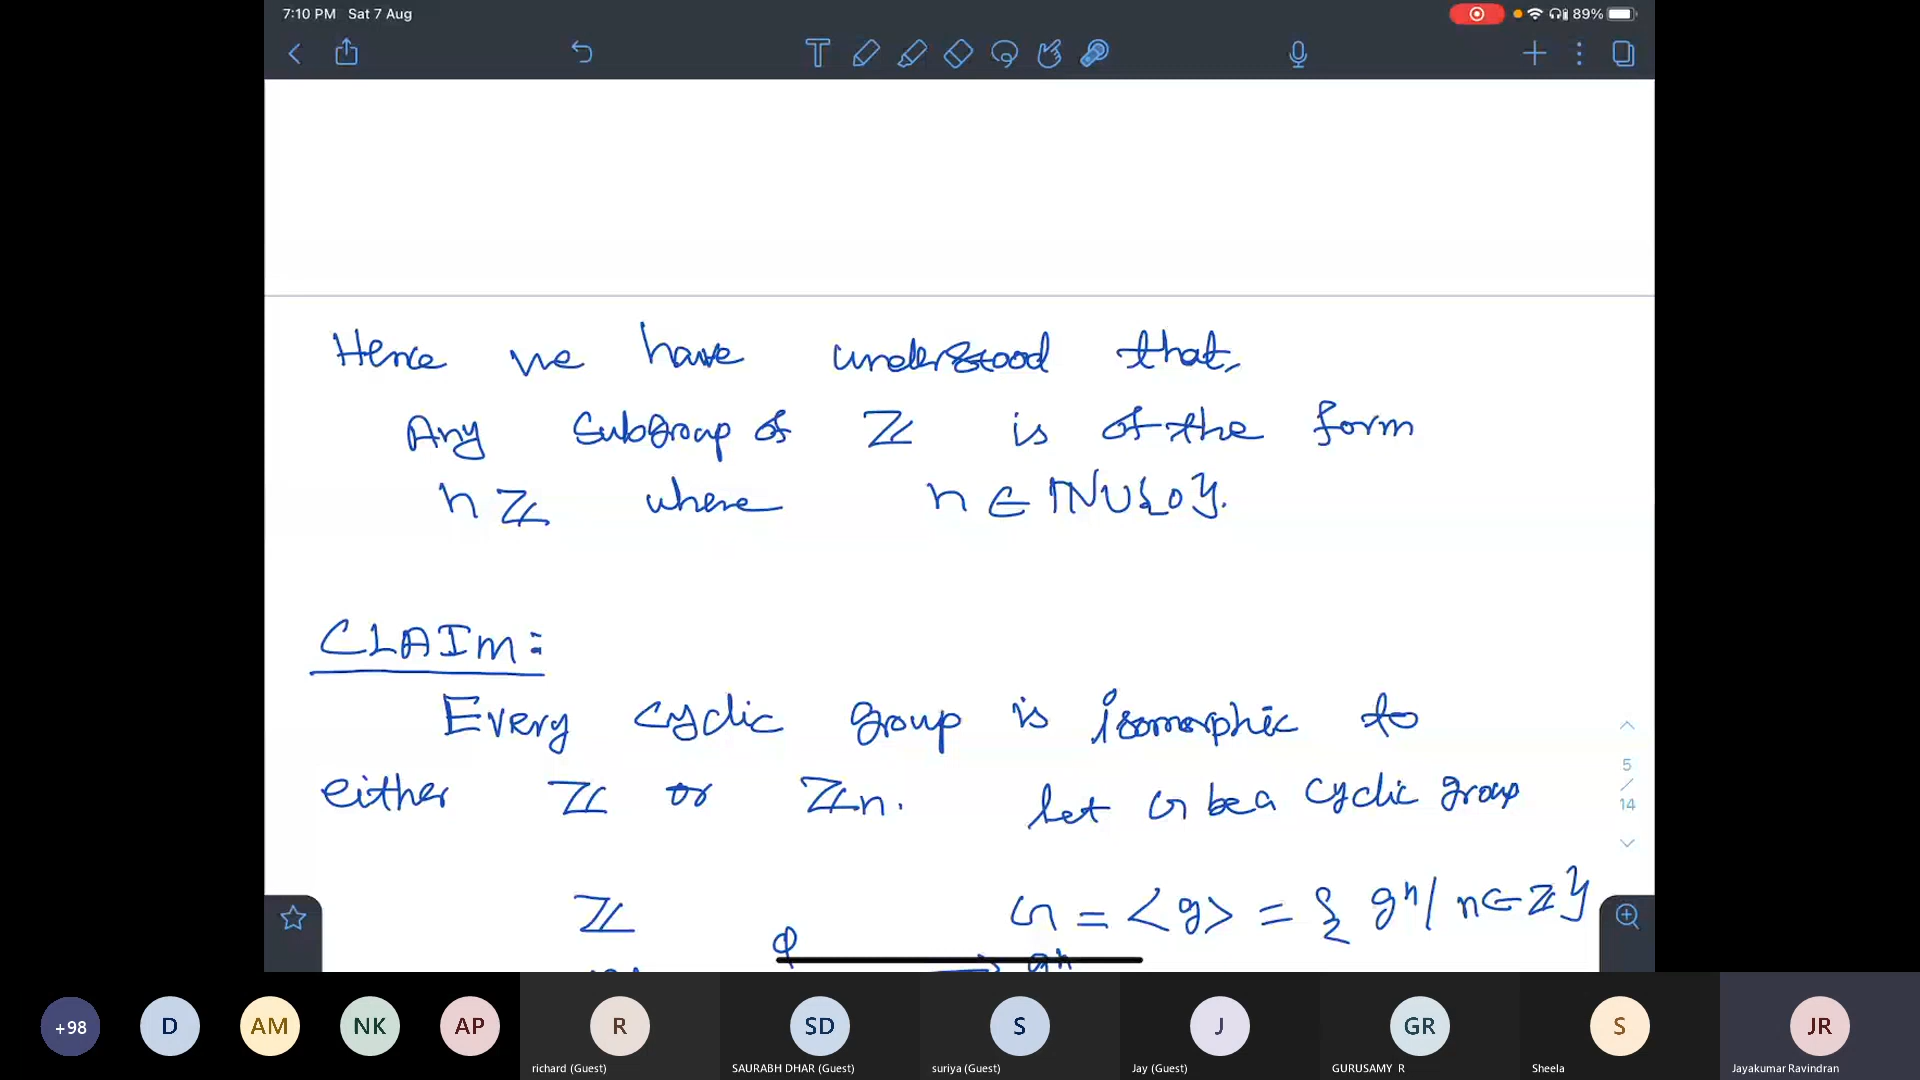 7:10 PM Sat 7 Aug
89%
Hence we have understood that,
Any Subgroup of ℤ is of the form
nℤ where n ∈ ℕ∪{0}.
CLAIM:
Every cyclic group is isomorphic to
either ℤ or ℤn. Let G be a cyclic group
ℤ G = <g> = { gⁿ / n∈ℤ }
φ gⁿ
5
/
14
+98 D AM NK AP R SD S J GR S JR
richard (Guest) SAURABH DHAR (Guest) suriya (Guest) Jay (Guest) GURUSAMY R Sheela Jayakumar Ravindran